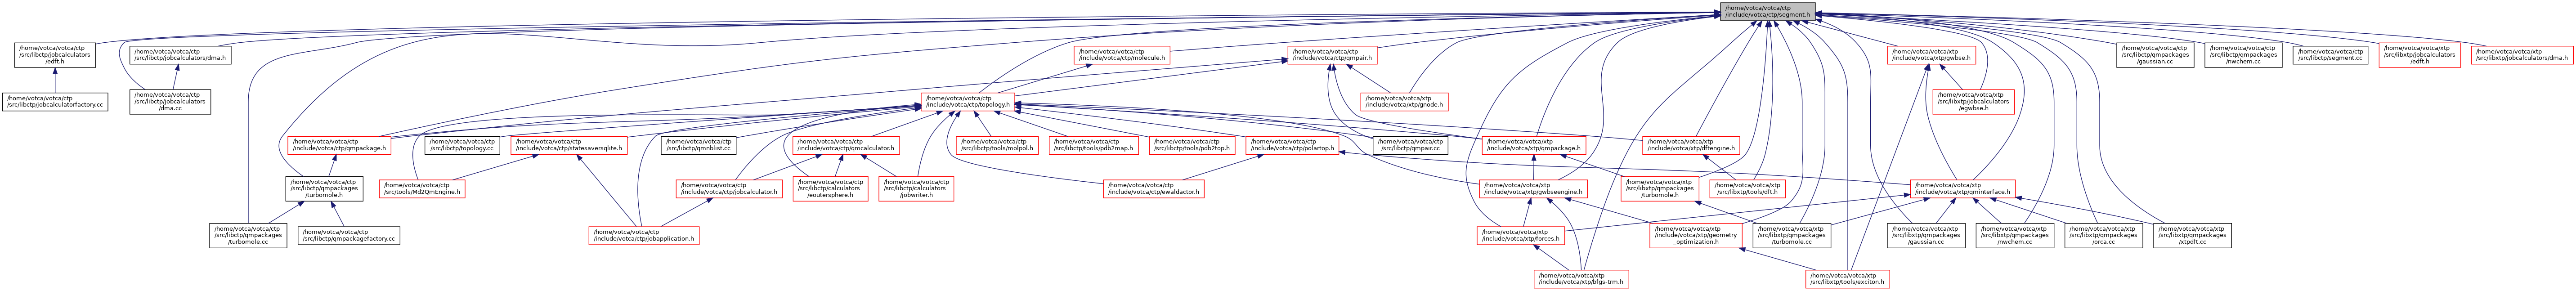 /home/votca/votca/ctp
/include/votca/ctp/segment.h
/home/votca/votca/ctp
/src/libctp/jobcalculators
/edft.h
/home/votca/votca/ctp
/src/libctp/jobcalculators/dma.h
/home/votca/votca/ctp
/include/votca/ctp/molecule.h
/home/votca/votca/ctp
/include/votca/ctp/qmpair.h
/home/votca/votca/xtp
/include/votca/xtp/gwbse.h
/home/votca/votca/ctp
/src/libctp/qmpackages
/gaussian.cc
/home/votca/votca/ctp
/src/libctp/qmpackages
/nwchem.cc
/home/votca/votca/ctp
/src/libctp/segment.cc
/home/votca/votca/xtp
/src/libxtp/jobcalculators
/edft.h
/home/votca/votca/xtp
/src/libxtp/jobcalculators/dma.h
/home/votca/votca/ctp
/src/libctp/jobcalculatorfactory.cc
/home/votca/votca/ctp
/src/libctp/jobcalculators
/dma.cc
/home/votca/votca/ctp
/include/votca/ctp/topology.h
/home/votca/votca/xtp
/include/votca/xtp/gnode.h
/home/votca/votca/xtp
/src/libxtp/jobcalculators
/egwbse.h
/home/votca/votca/ctp
/include/votca/ctp/qmpackage.h
/home/votca/votca/ctp
/src/libctp/topology.cc
/home/votca/votca/ctp
/include/votca/ctp/statesaversqlite.h
/home/votca/votca/ctp
/src/libctp/qmnblist.cc
/home/votca/votca/ctp
/include/votca/ctp/qmcalculator.h
/home/votca/votca/ctp
/src/libctp/tools/molpol.h
/home/votca/votca/ctp
/src/libctp/tools/pdb2map.h
/home/votca/votca/ctp
/src/libctp/tools/pdb2top.h
/home/votca/votca/ctp
/include/votca/ctp/polartop.h
/home/votca/votca/ctp
/src/libctp/qmpair.cc
/home/votca/votca/xtp
/include/votca/xtp/qmpackage.h
/home/votca/votca/xtp
/include/votca/xtp/dftengine.h
/home/votca/votca/ctp
/src/libctp/qmpackages
/turbomole.h
/home/votca/votca/ctp
/src/tools/Md2QmEngine.h
/home/votca/votca/ctp
/include/votca/ctp/jobcalculator.h
/home/votca/votca/ctp
/src/libctp/calculators
/eoutersphere.h
/home/votca/votca/ctp
/src/libctp/calculators
/jobwriter.h
/home/votca/votca/ctp
/include/votca/ctp/ewaldactor.h
/home/votca/votca/xtp
/include/votca/xtp/gwbseengine.h
/home/votca/votca/xtp
/src/libxtp/qmpackages
/turbomole.h
/home/votca/votca/xtp
/src/libxtp/tools/dft.h
/home/votca/votca/xtp
/include/votca/xtp/qminterface.h
/home/votca/votca/ctp
/src/libctp/qmpackages
/turbomole.cc
/home/votca/votca/ctp
/src/libctp/qmpackagefactory.cc
/home/votca/votca/ctp
/include/votca/ctp/jobapplication.h
/home/votca/votca/xtp
/include/votca/xtp/forces.h
/home/votca/votca/xtp
/include/votca/xtp/geometry
_optimization.h
/home/votca/votca/xtp
/src/libxtp/qmpackages
/turbomole.cc
/home/votca/votca/xtp
/src/libxtp/qmpackages
/gaussian.cc
/home/votca/votca/xtp
/src/libxtp/qmpackages
/nwchem.cc
/home/votca/votca/xtp
/src/libxtp/qmpackages
/orca.cc
/home/votca/votca/xtp
/src/libxtp/qmpackages
/xtpdft.cc
/home/votca/votca/xtp
/include/votca/xtp/bfgs-trm.h
/home/votca/votca/xtp
/src/libxtp/tools/exciton.h